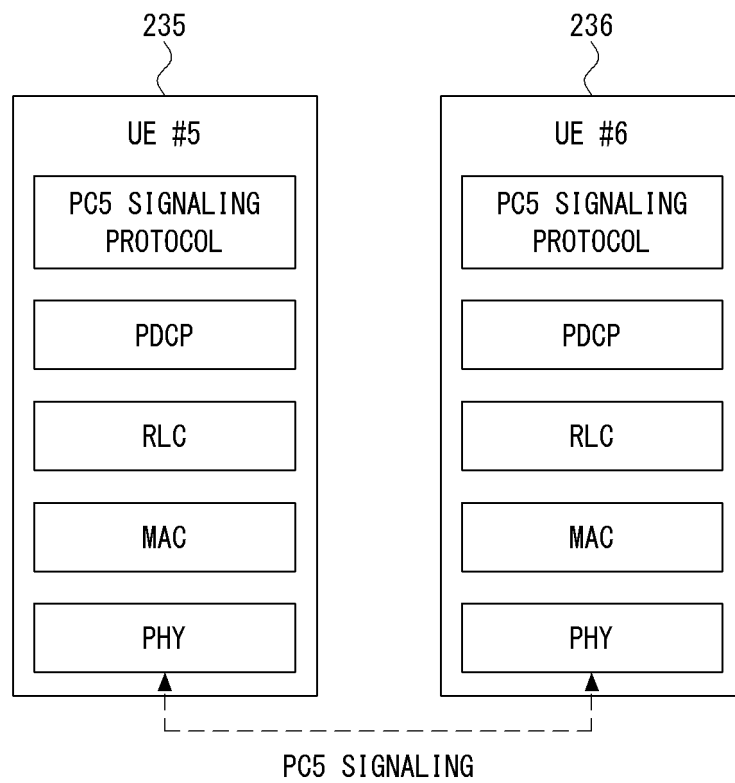 235
236
UE #5
UE #6
PC5 SIGNALING
PROTOCOL
PC5 SIGNALING
PROTOCOL
PDCP
PDCP
RLC
RLC
MAC
MAC
PHY
PHY
PC5 SIGNALING